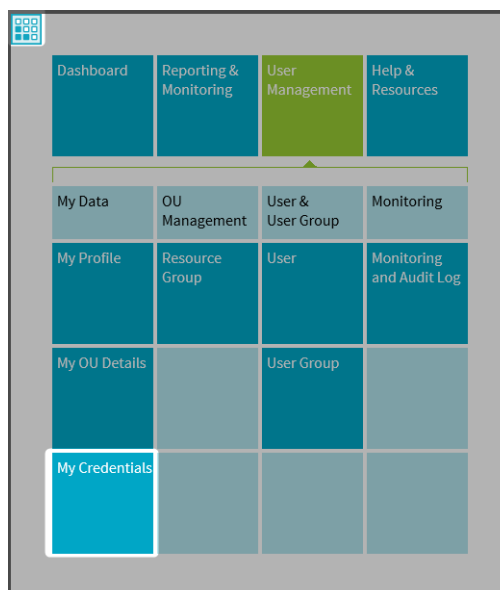 Dashboard
Reporting &
Monitoring
User
Management
Help &
Resources
My Data
OU
Management
User &
User Group
Monitoring
My Profile
Resource
Group
User
Monitoring
and Audit Log
My OU Details
User Group
My Credentials